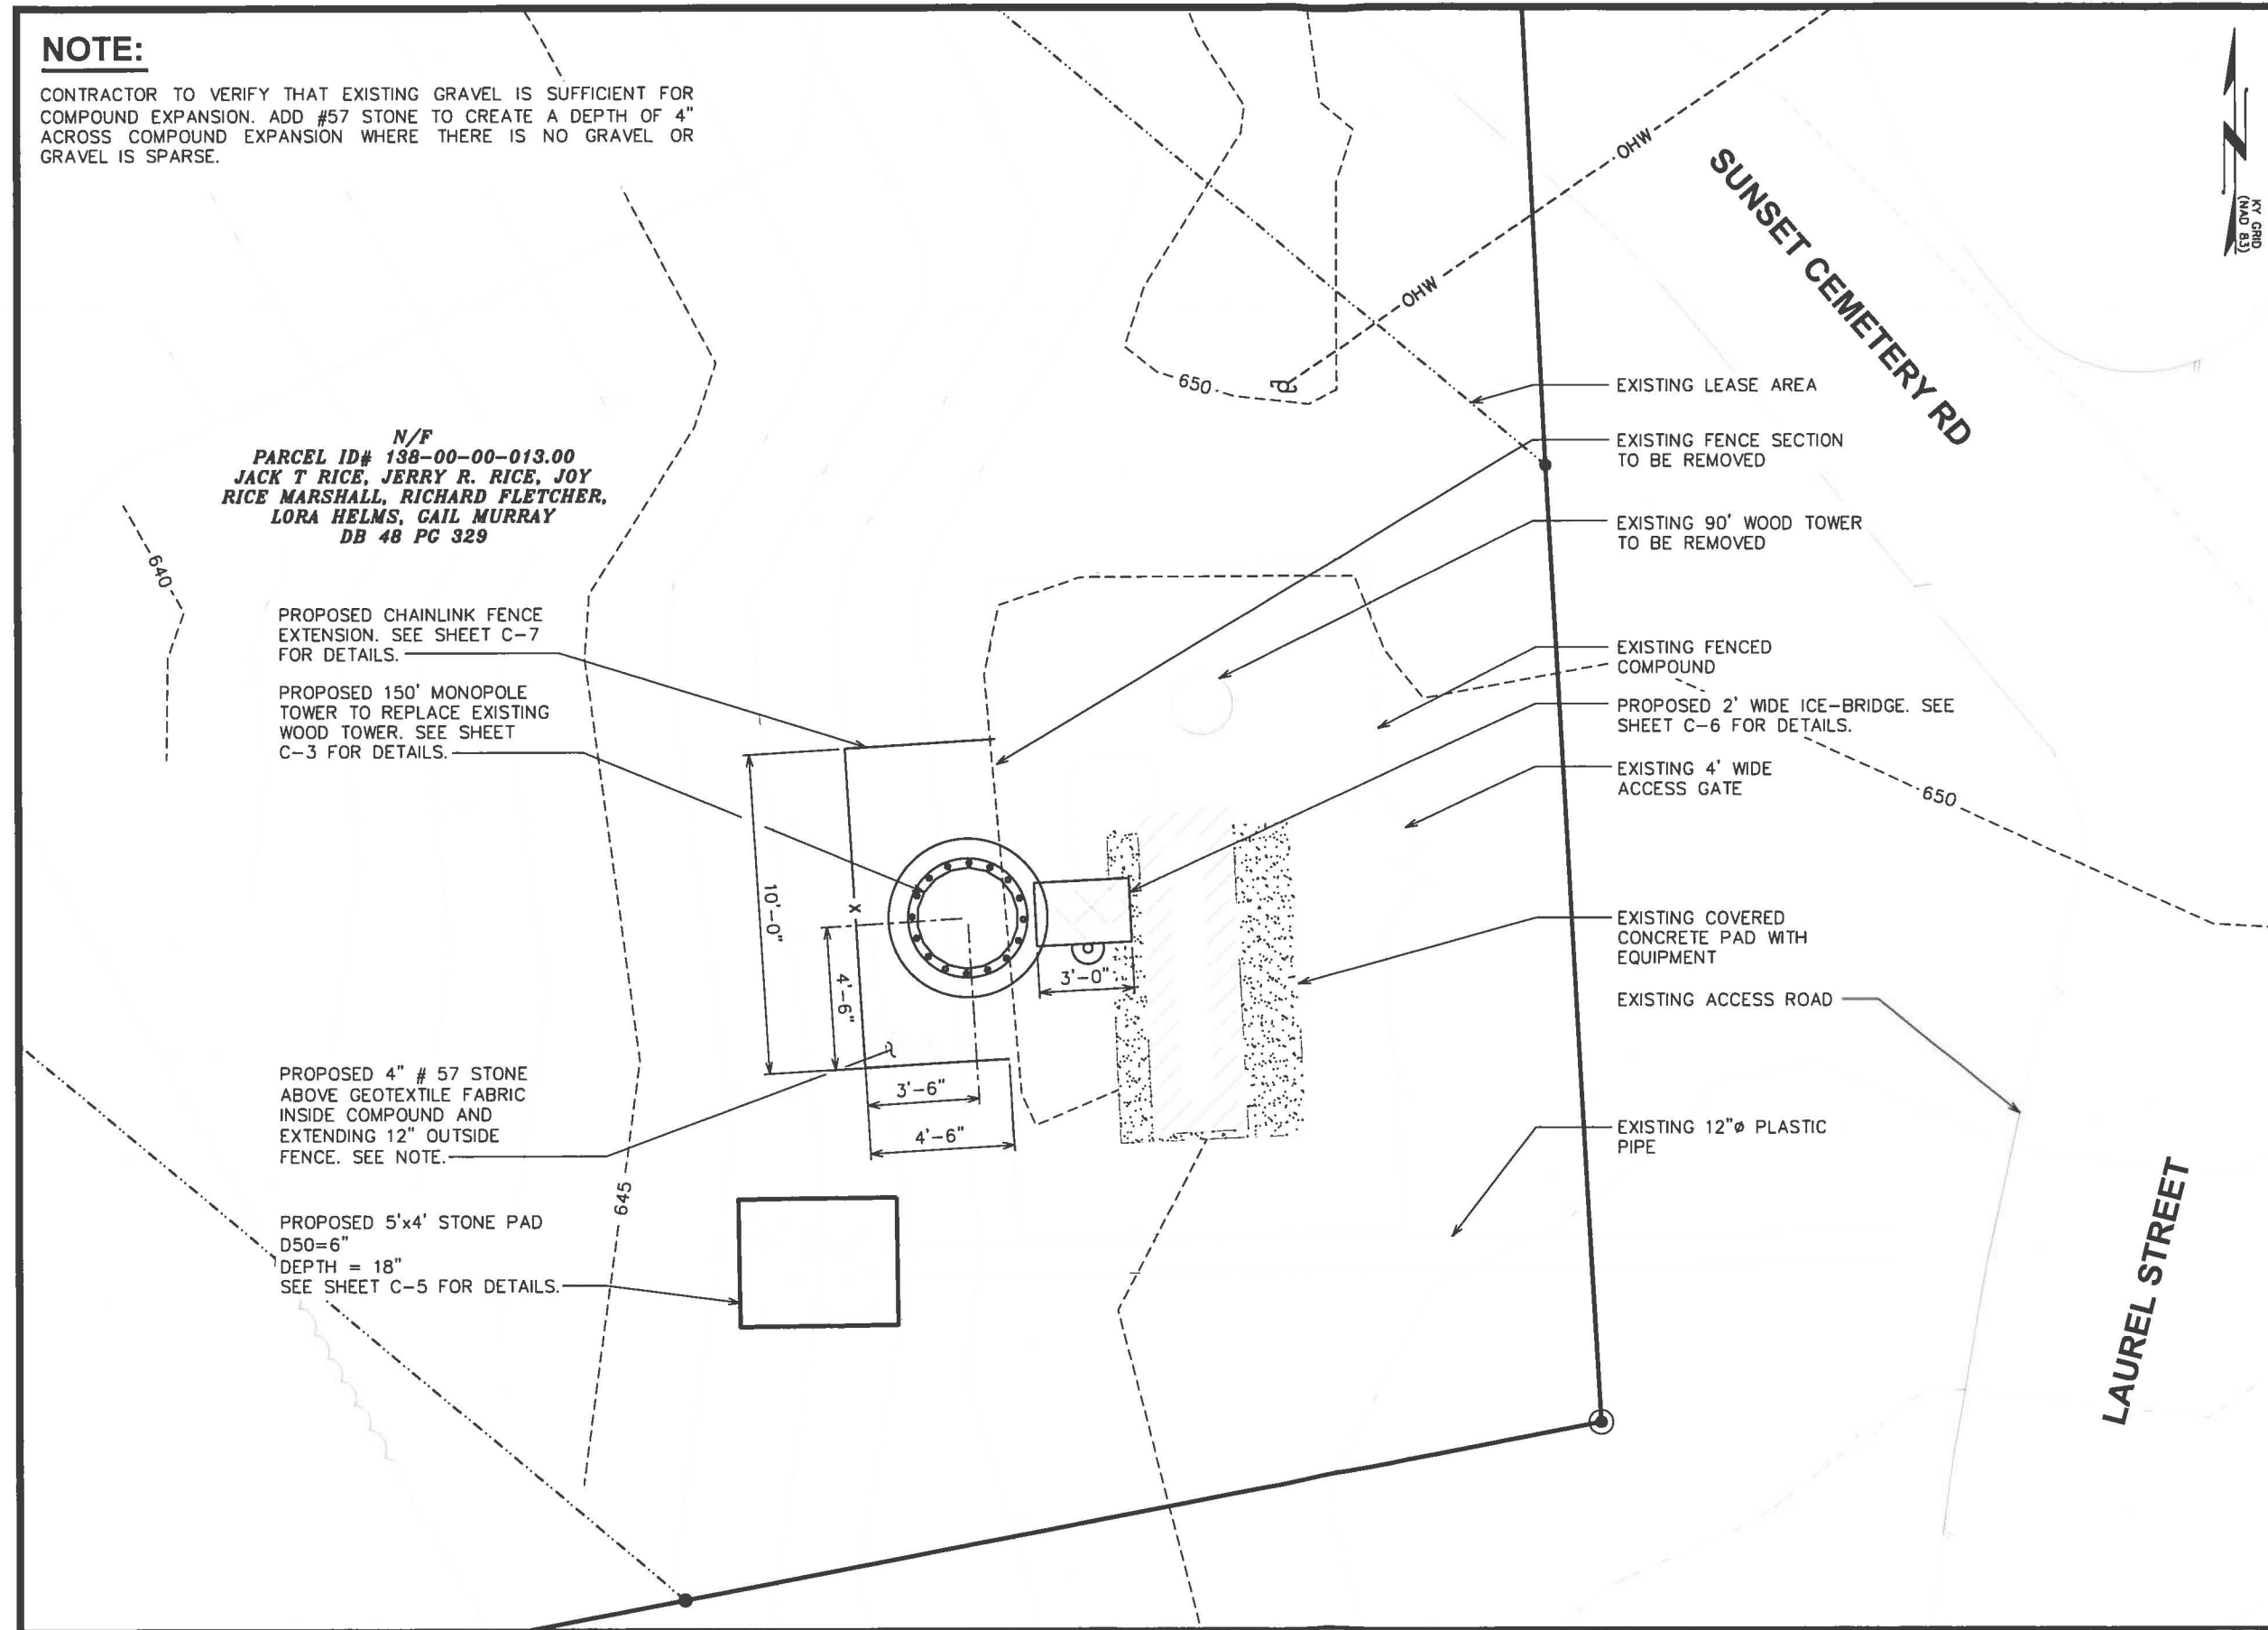 NOTE:
CONTRACTOR TO VERIFY THAT EXISTING GRAVEL IS SUFFICIENT FOR
COMPOUND EXPANSION. ADD #57 STONE TO CREATE A DEPTH OF 4"
ACROSS COMPOUND EXPANSION WHERE THERE IS NO GRAVEL OR
GRAVEL IS SPARSE.
KY GRID
(NAD 83)
N
OHW
OHW
SUNSET CEMETERY RD
650
N/F
PARCEL ID# 138-00-00-013.00
JACK T RICE, JERRY R. RICE, JOY
RICE MARSHALL, RICHARD FLETCHER,
LORA HELMS, GAIL MURRAY
DB 48 PG 329
640
PROPOSED CHAINLINK FENCE
EXTENSION. SEE SHEET C-7
FOR DETAILS.
PROPOSED 150' MONOPOLE
TOWER TO REPLACE EXISTING
WOOD TOWER. SEE SHEET
C-3 FOR DETAILS.
PROPOSED 4" # 57 STONE
ABOVE GEOTEXTILE FABRIC
INSIDE COMPOUND AND
EXTENDING 12" OUTSIDE
FENCE. SEE NOTE.
PROPOSED 5'x4' STONE PAD
D50=6"
DEPTH = 18"
SEE SHEET C-5 FOR DETAILS.
645
10'-0"
X
4'-6"
3'-0"
3'-6"
4'-6"
EXISTING LEASE AREA
EXISTING FENCE SECTION
TO BE REMOVED
EXISTING 90' WOOD TOWER
TO BE REMOVED
EXISTING FENCED
COMPOUND
PROPOSED 2' WIDE ICE-BRIDGE. SEE
SHEET C-6 FOR DETAILS.
EXISTING 4' WIDE
ACCESS GATE
650
EXISTING COVERED
CONCRETE PAD WITH
EQUIPMENT
EXISTING ACCESS ROAD
EXISTING 12"ø PLASTIC
PIPE
LAUREL STREET